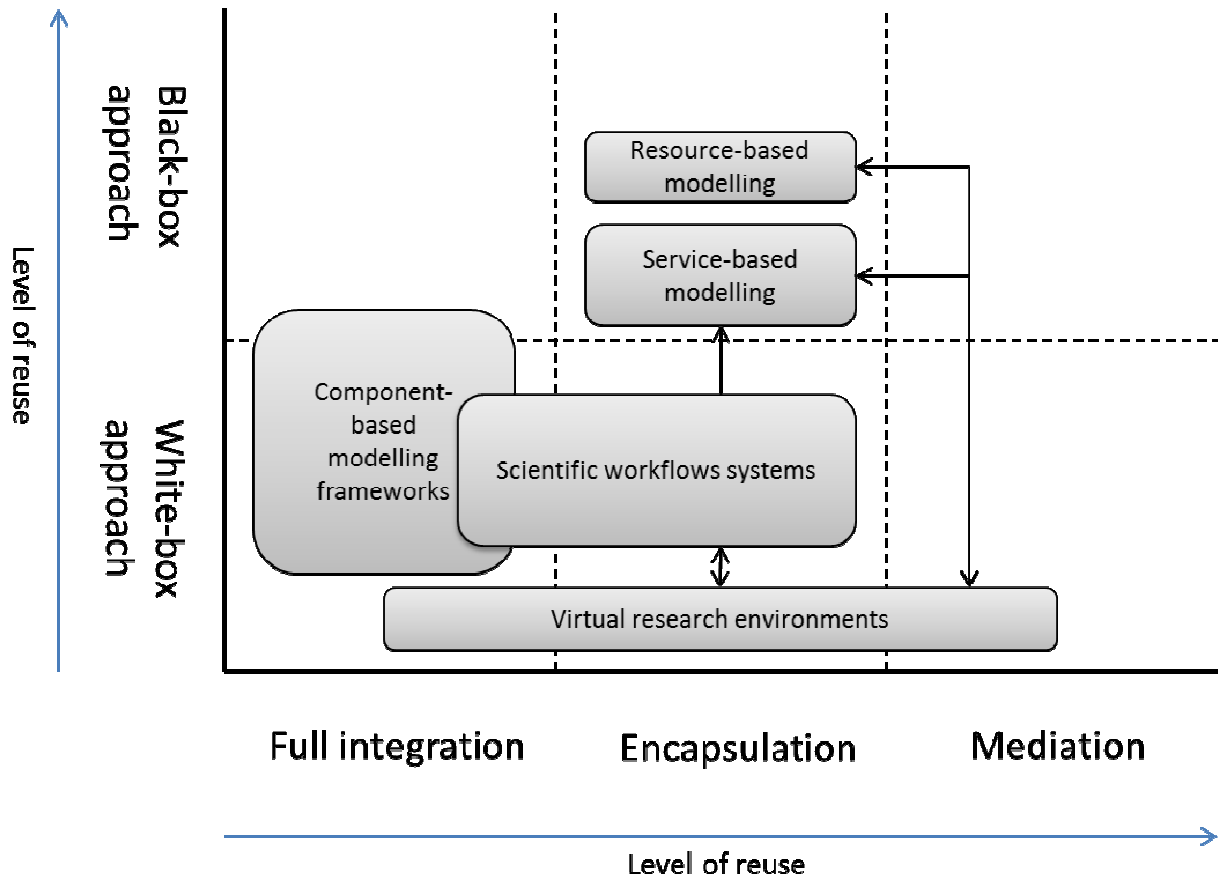 Level of reuse
Black-box
approach
White-box
approach
Resource-based
modelling
Service-based
modelling
Component-
based
modelling
frameworks
Scientific workflows systems
Virtual research environments
Full integration
Encapsulation
Mediation
Level of reuse